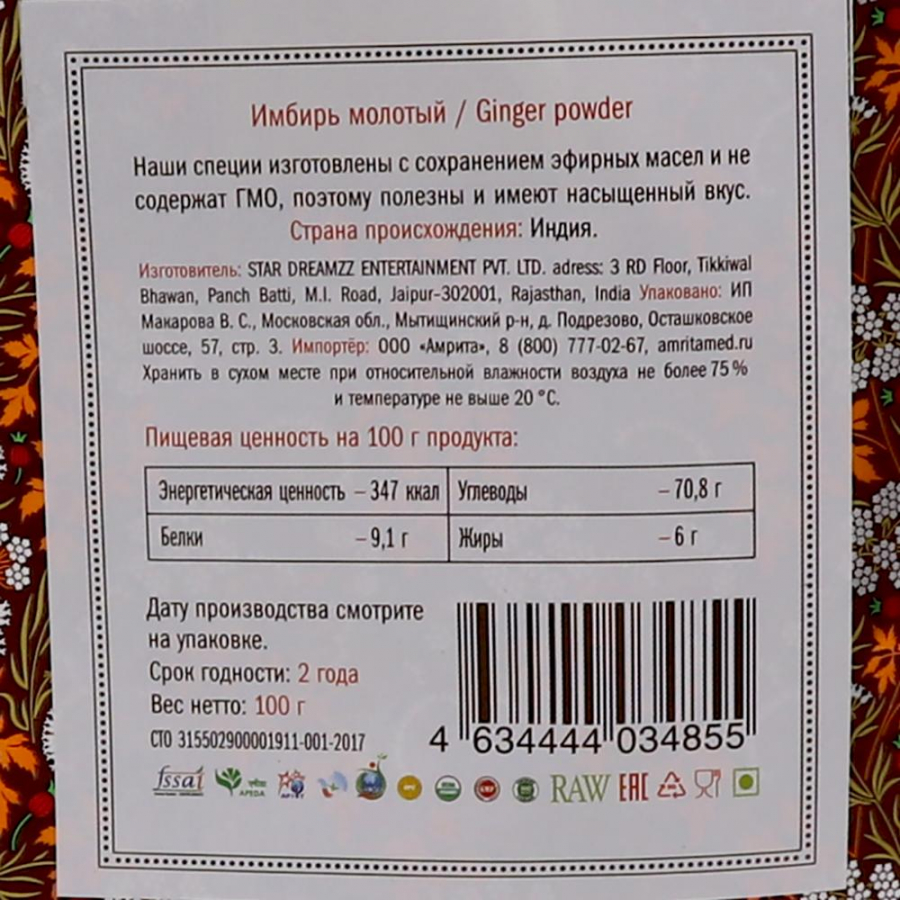 Имбирь молотый / Ginger powder
Наши специи изготовлены с сохранением эфирных масел и не
содержат ГМО, поэтому полезны и имеют насыщенный вкус.
Страна происхождения: Индия.
Изготовитель: STAR DREAMZZ ENTERTAINMENT PVT. LTD. adress: 3 RD Floor, Tikkiwal
Bhawan, Panch Batti, M.I. Road, Jaipur-302001, Rajasthan, India Упаковано: ИП
Макарова В. С., Московская обл., Мытищинский р-н, д. Подрезово, Осташковское
шоссе, 57, стр. 3. Импортёр: ООО «Амрита», 8 (800) 777-02-67, amritamed.ru
Хранить в сухом месте при относительной влажности воздуха не более 75 %
и температуре не выше 20 °С.
Пищевая ценность на 100 г продукта:
Энергетическая ценность – 347 ккал Углеводы – 70,8 г
Белки – 9,1 г Жиры – 6 г
Дату производства смотрите
на упаковке.
Срок годности: 2 года
Вес нетто: 100 г
СТО 315502900001911-001-2017
4 634444 034855
fssai APEDA RAW EAC